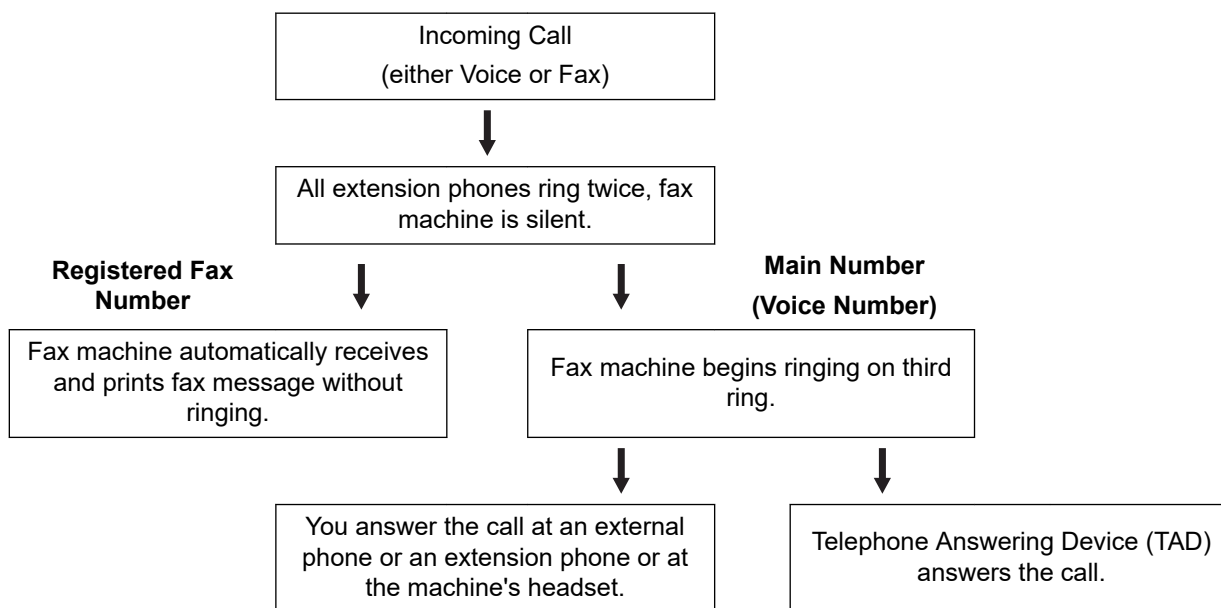 Incoming Call
(either Voice or Fax)
All extension phones ring twice, fax
machine is silent.
Registered Fax
Number
Main Number
(Voice Number)
Fax machine automatically receives
and prints fax message without
ringing.
Fax machine begins ringing on third
ring.
You answer the call at an external
phone or an extension phone or at
the machine's headset.
Telephone Answering Device (TAD)
answers the call.